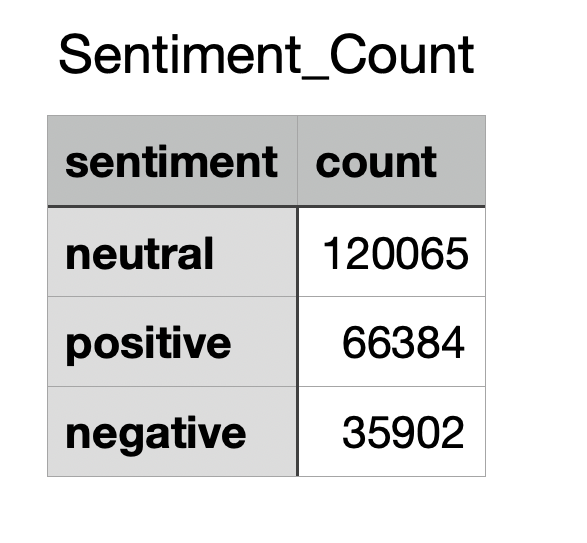 Sentiment_Count
sentiment count
neutral 120065
positive 66384
negative 35902